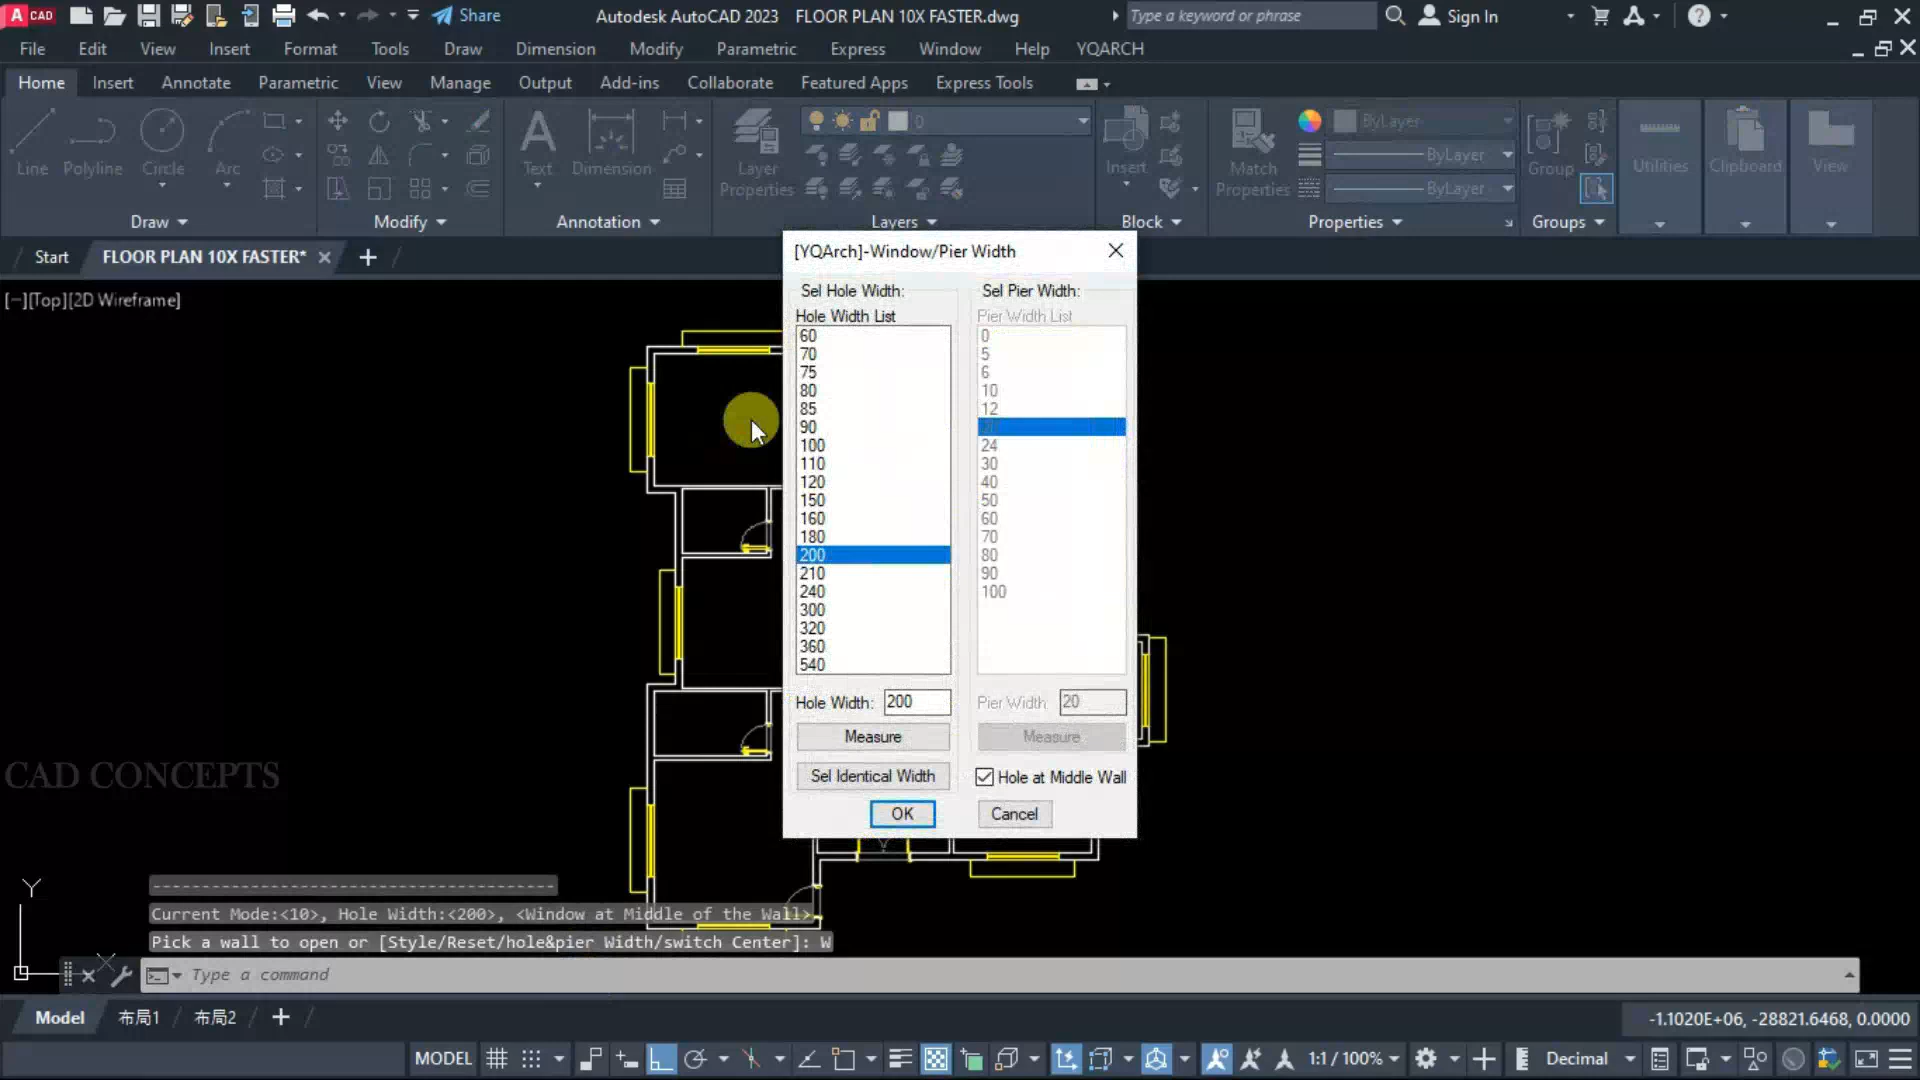 A CAD
Share
Autodesk AutoCAD 2023 FLOOR PLAN 10X FASTER.dwg
Type a keyword or phrase
Sign In
File Edit View Insert Format Tools Draw Dimension Modify Parametric Express Window Help YQARCH
Home Insert Annotate Parametric View Manage Output Add-ins Collaborate Featured Apps Express Tools
0
ByLayer
Line Polyline Circle Arc
Text Dimension
Layer Properties
Insert
Match Properties
ByLayer
ByLayer
Group
Utilities
Clipboard
View
Draw Modify Annotation Layers Block Properties Groups
Start FLOOR PLAN 10X FASTER*
[–][Top][2D Wireframe]
[YQArch]-Window/Pier Width
Sel Hole Width:
Hole Width List
60
70
75
80
85
90
100
110
120
150
160
180
200
210
240
300
320
360
540
Hole Width: 200
Measure
Sel Identical Width
Sel Pier Width:
Pier Width List
0
5
6
10
12
24
30
40
50
60
70
80
90
100
Pier Width: 20
Measure
Hole at Middle Wall
OK
Cancel
CAD CONCEPTS
Y
X
----------------------------------------
Current Mode:<10>, Hole Width:<200>, <Window at Middle of the Wall>
Pick a wall to open or [Style/Reset/hole&pier Width/switch Center]: W
Type a command
Model 布局1 布局2
-1.1020E+06, -28821.6468, 0.0000
MODEL
1:1 / 100%
Decimal